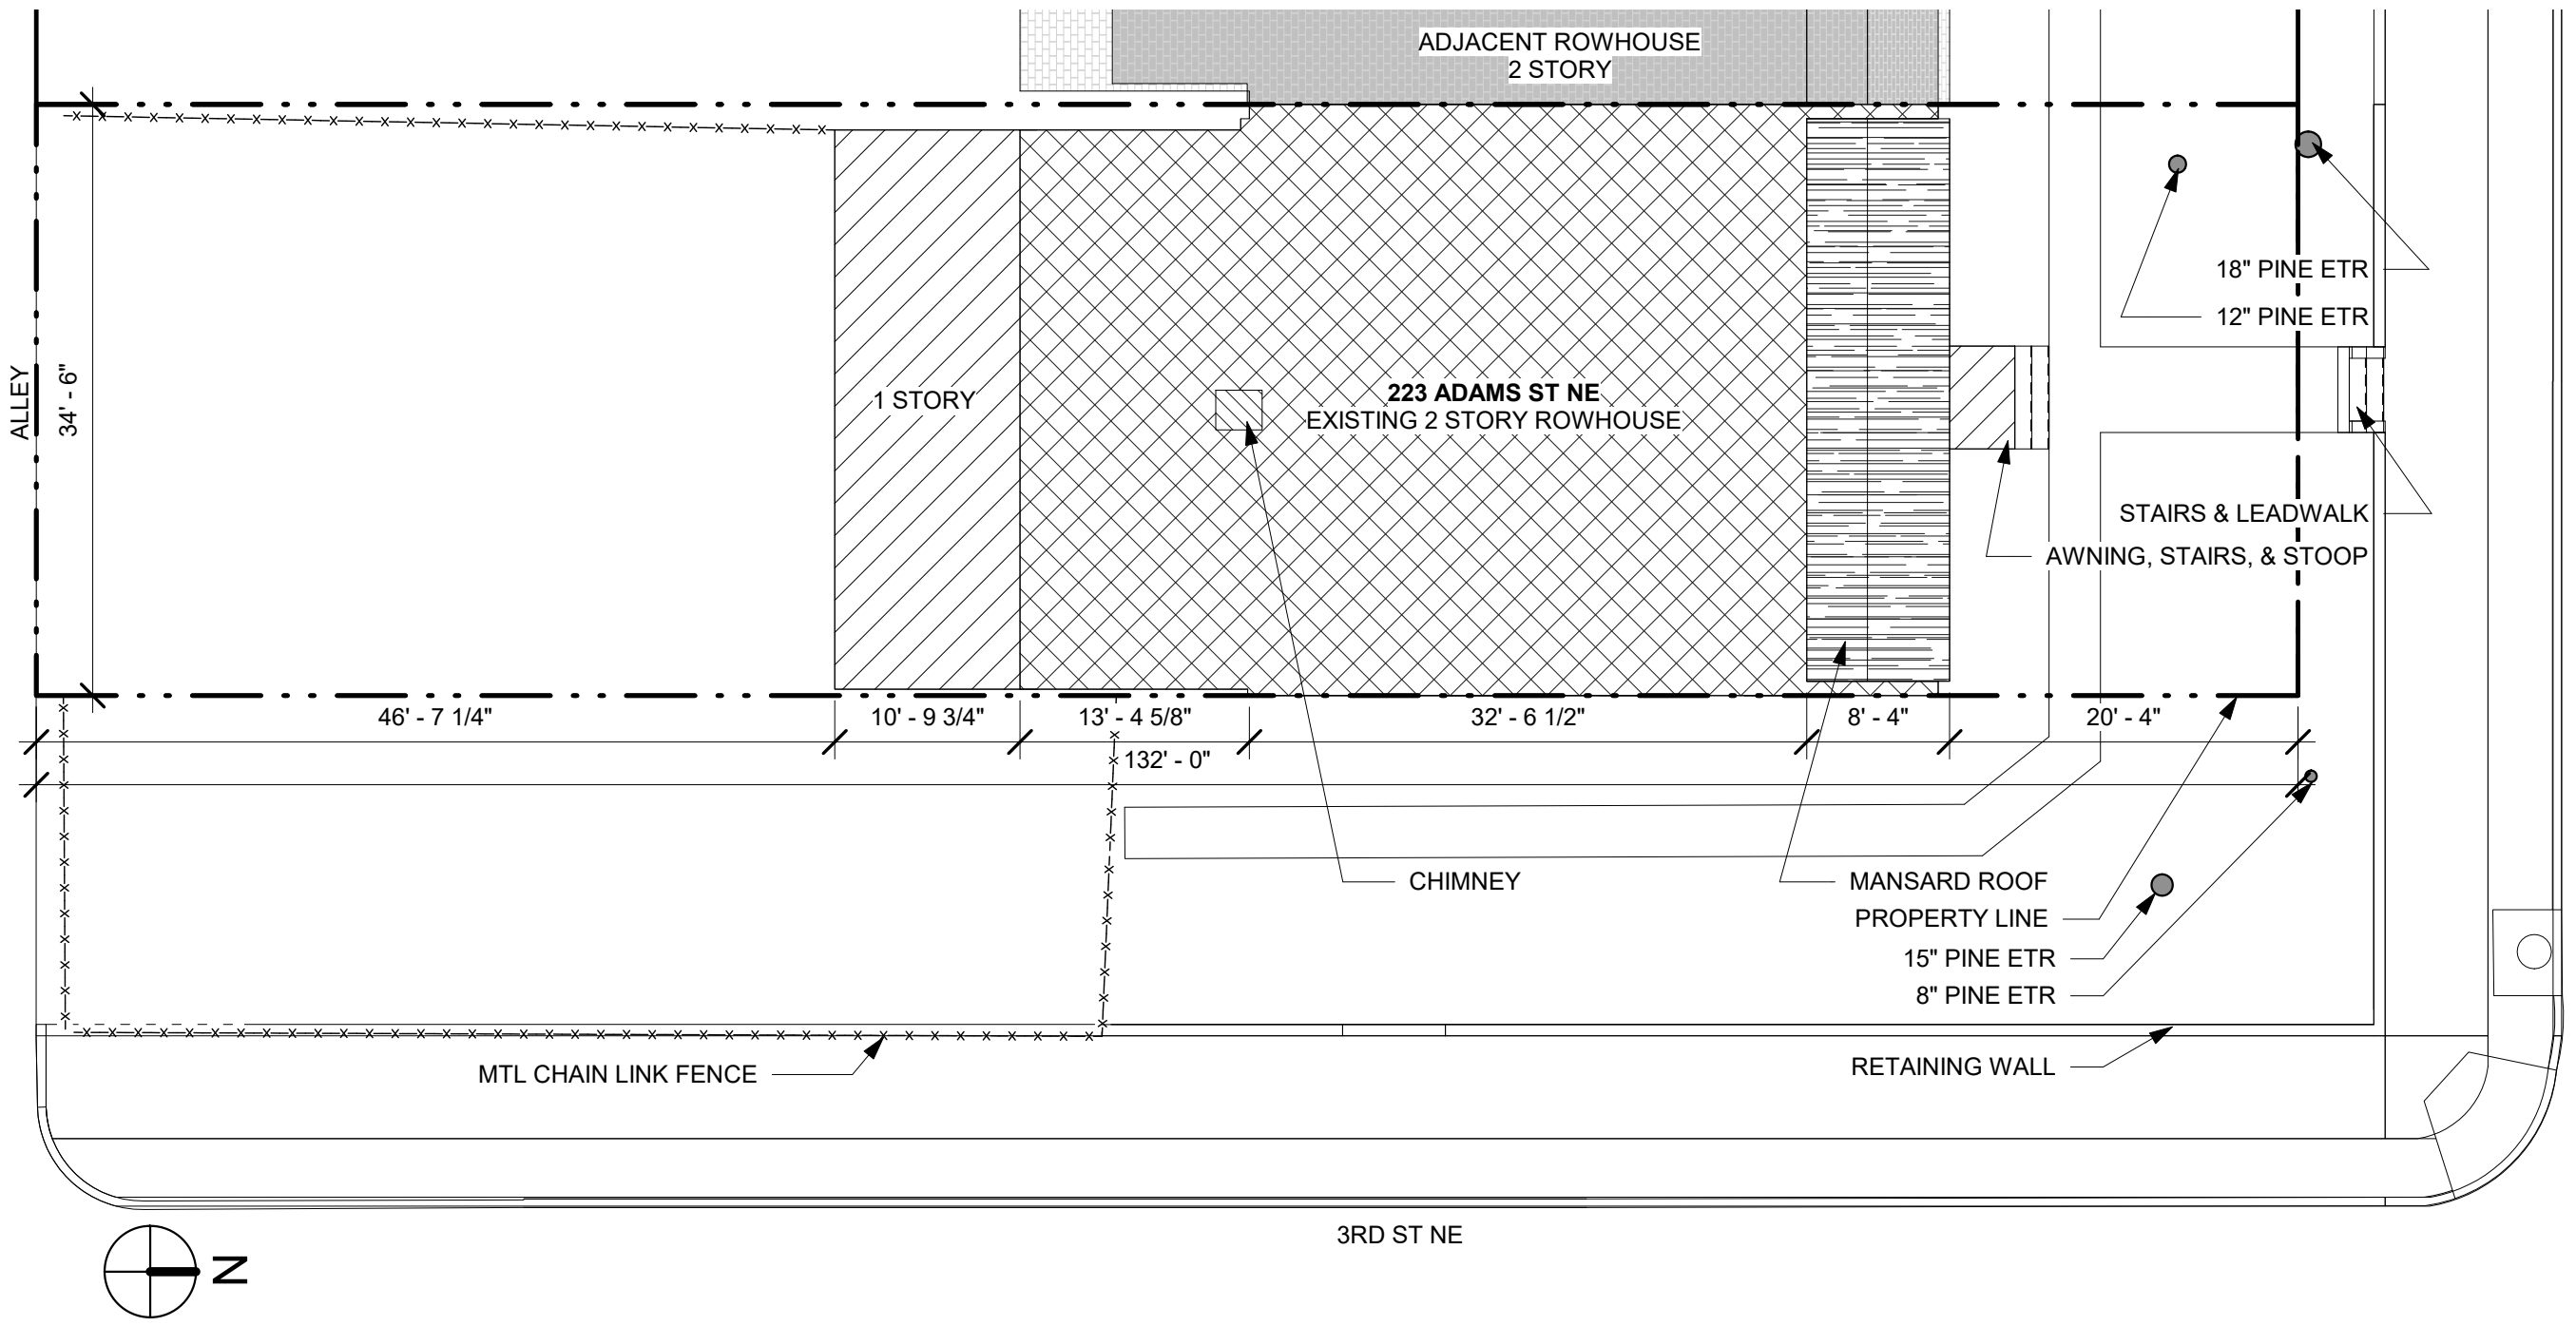 ADJACENT ROWHOUSE
2 STORY
18" PINE ETR
12" PINE ETR
ALLEY
34' - 6"
1 STORY
223 ADAMS ST NE
EXISTING 2 STORY ROWHOUSE
STAIRS & LEADWALK
AWNING, STAIRS, & STOOP
46' - 7 1/4"
10' - 9 3/4"
13' - 4 5/8"
32' - 6 1/2"
8' - 4"
20' - 4"
132' - 0"
CHIMNEY
MANSARD ROOF
PROPERTY LINE
15" PINE ETR
8" PINE ETR
MTL CHAIN LINK FENCE
RETAINING WALL
3RD ST NE
N